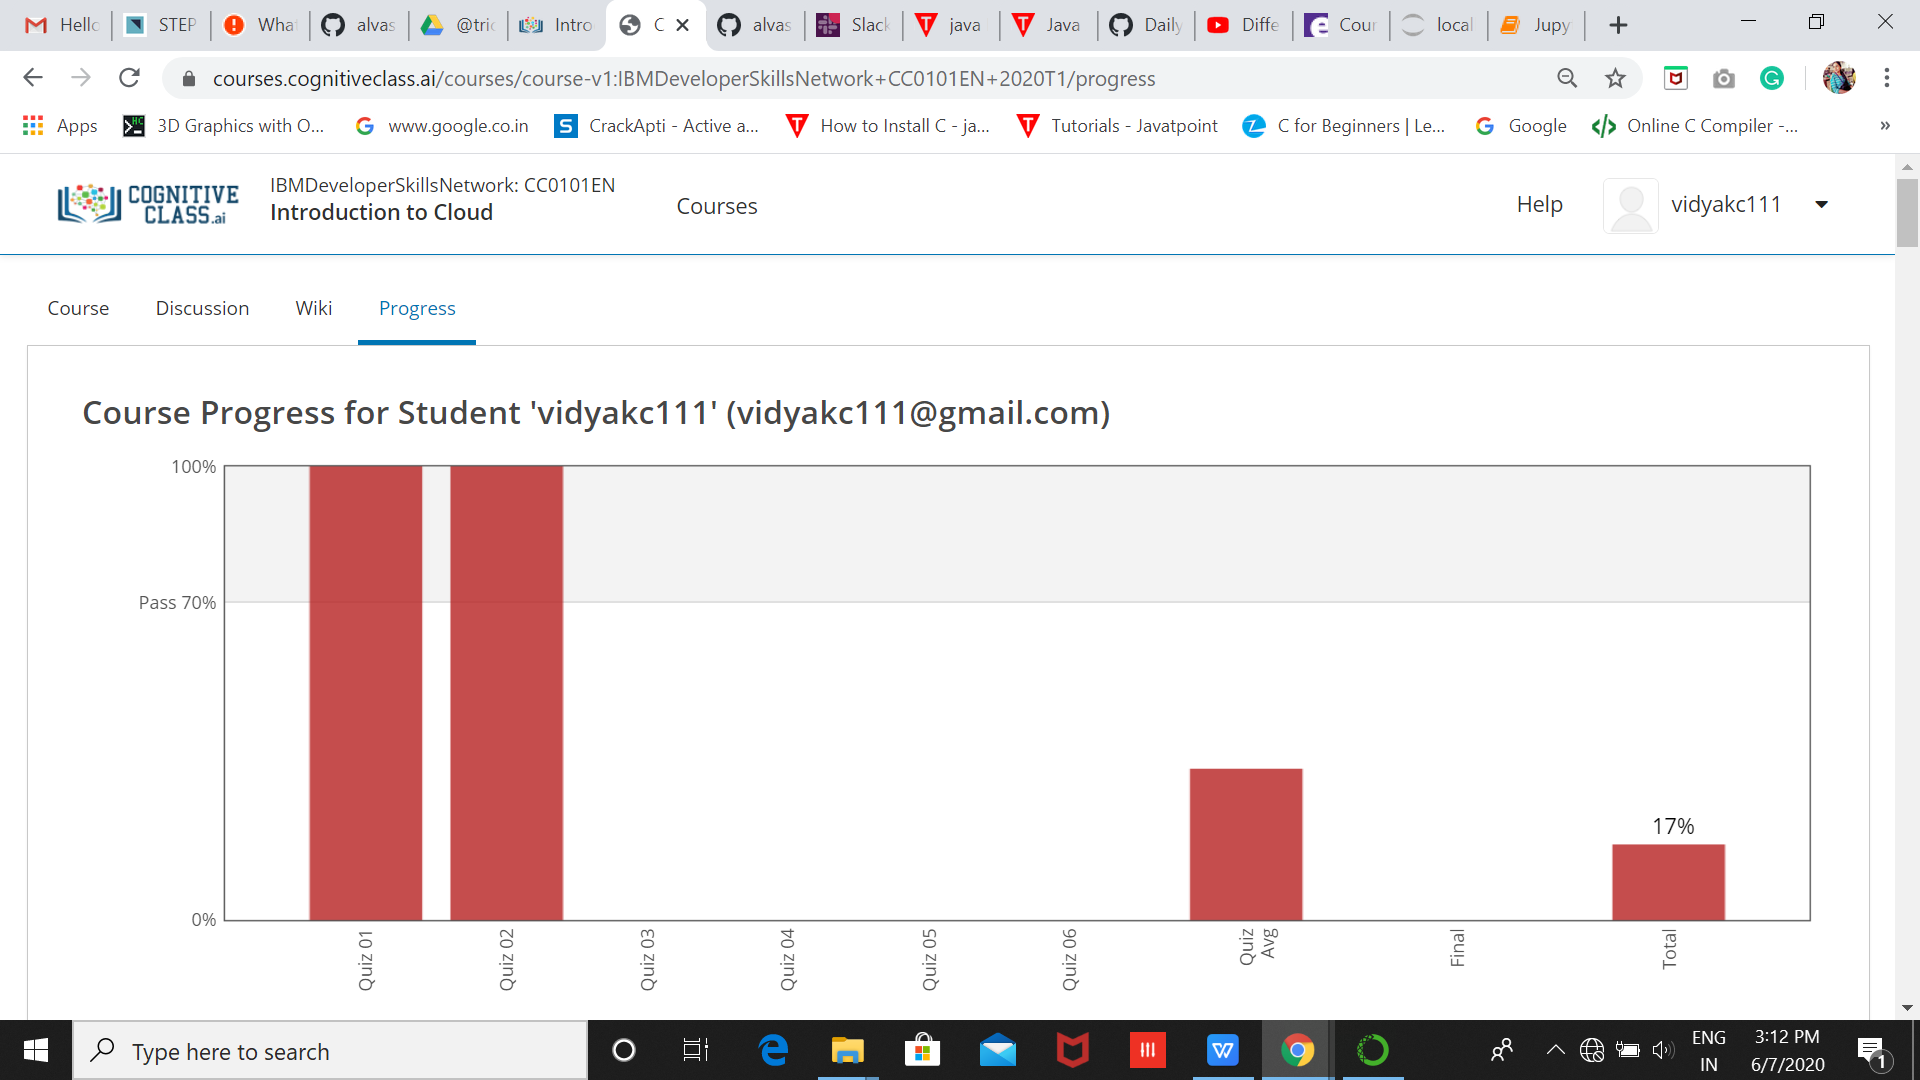 Hello
STEP
Wha
alvas
@tric
Intro
C
alvas
Slack
java
Java
Daily
Diffe
Cour
local
Jupy
courses.cognitiveclass.ai/courses/course-v1:IBMDeveloperSkillsNetwork+CC0101EN+2020T1/progress
Apps
3D Graphics with O...
www.google.co.in
CrackApti - Active a...
How to Install C - ja...
Tutorials - Javatpoint
C for Beginners | Le...
Google
Online C Compiler -...
»
COGNITIVE
CLASS.ai
IBMDeveloperSkillsNetwork: CC0101EN
Introduction to Cloud
Courses
Help
vidyakc111
Course
Discussion
Wiki
Progress
Course Progress for Student 'vidyakc111' (vidyakc111@gmail.com)
100%
Pass 70%
0%
17%
Quiz 01
Quiz 02
Quiz 03
Quiz 04
Quiz 05
Quiz 06
Quiz
Avg
Final
Total
Type here to search
ENG
IN
3:12 PM
6/7/2020
1